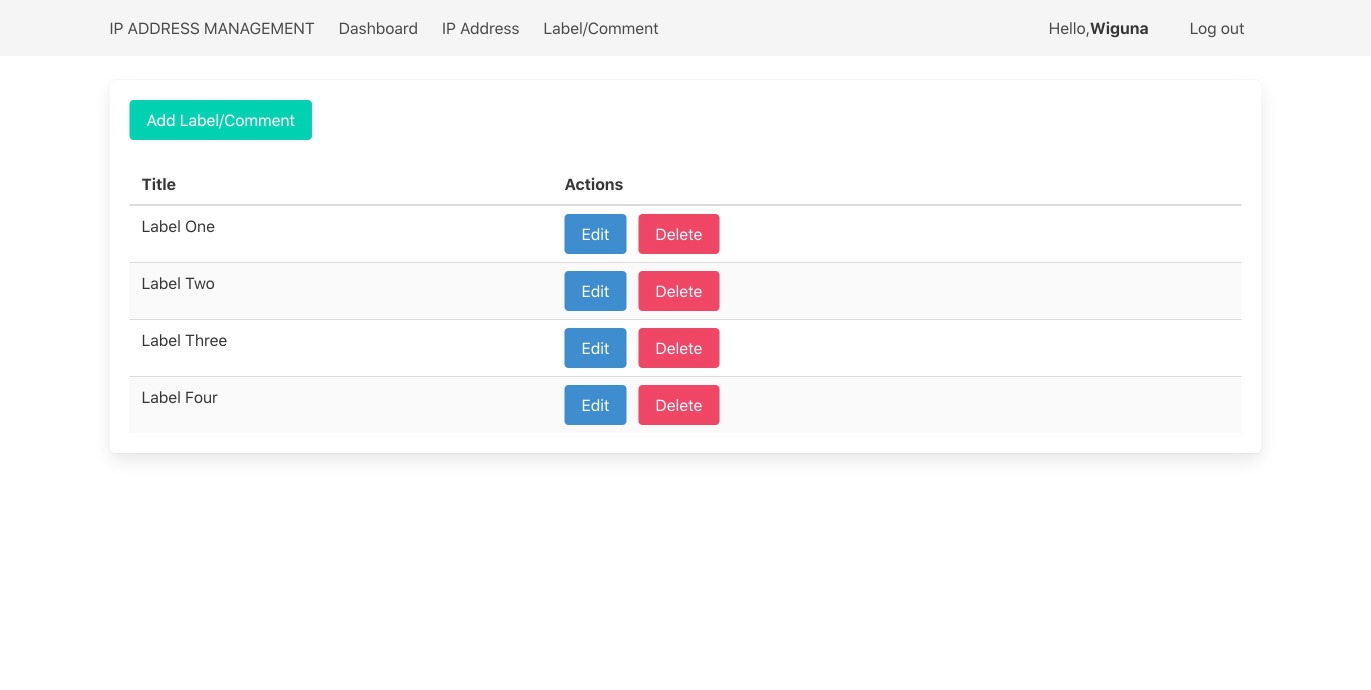 IP ADDRESS MANAGEMENT Dashboard IP Address Label/Comment Hello,Wiguna Log out
Add Label/Comment
Title Actions
Label One Edit Delete
Label Two Edit Delete
Label Three Edit Delete
Label Four Edit Delete